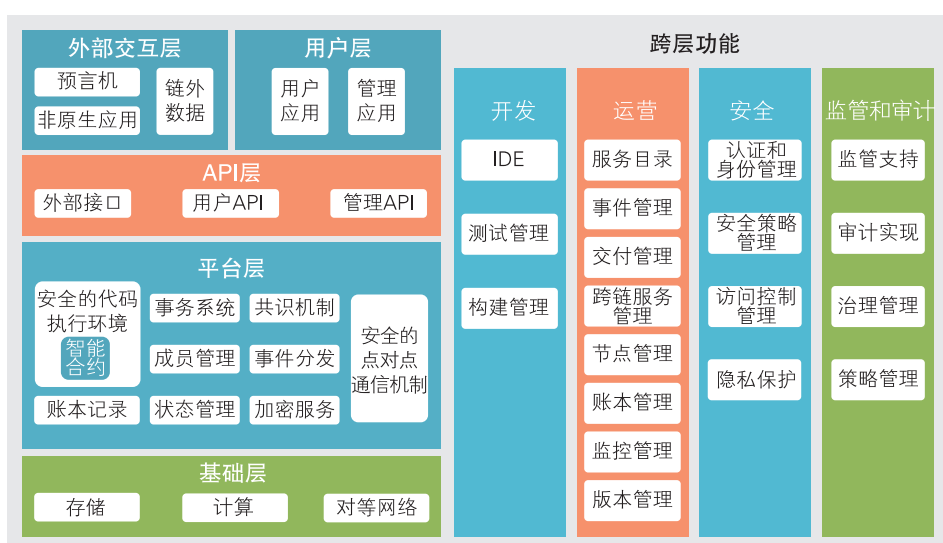 外部交互层
预言机
非原生应用
链外
数据
用户层
用户
应用
管理
应用
API层
外部接口
用户API
管理API
平台层
安全的代码
执行环境
智能
合约
事务系统
共识机制
成员管理
事件分发
账本记录
状态管理
加密服务
安全的
点对点
通信机制
基础层
存储
计算
对等网络
跨层功能
开发
IDE
测试管理
构建管理
运营
服务目录
事件管理
交付管理
跨链服务
管理
节点管理
账本管理
监控管理
版本管理
安全
认证和
身份管理
安全策略
管理
访问控制
管理
隐私保护
监管和审计
监管支持
审计实现
治理管理
策略管理